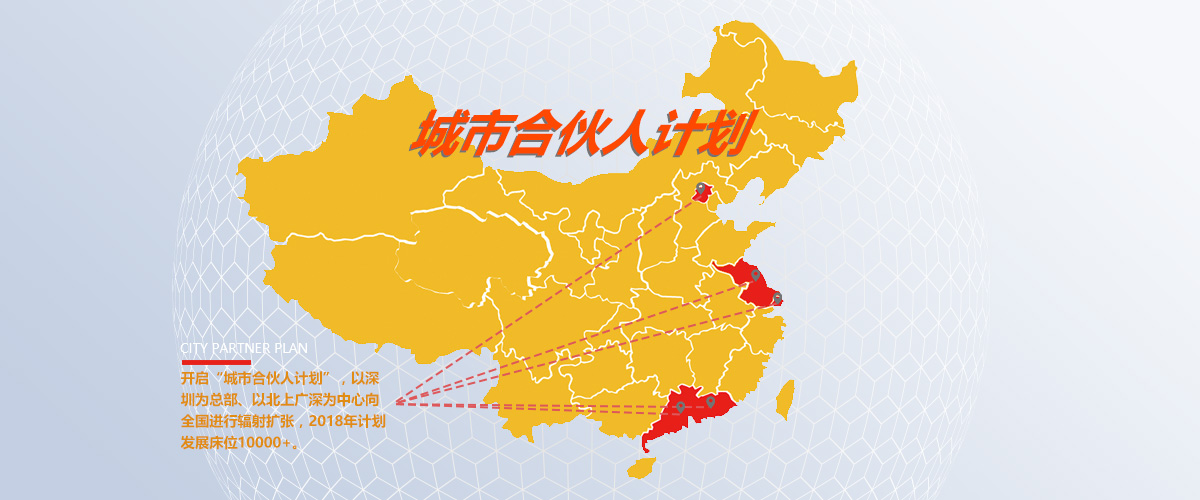 城市合伙人计划
CITY PARTNER PLAN
开启“城市合伙人计划”，以深
圳为总部、以北上广深为中心向
全国进行辐射扩张，2018年计划
发展床位10000+。